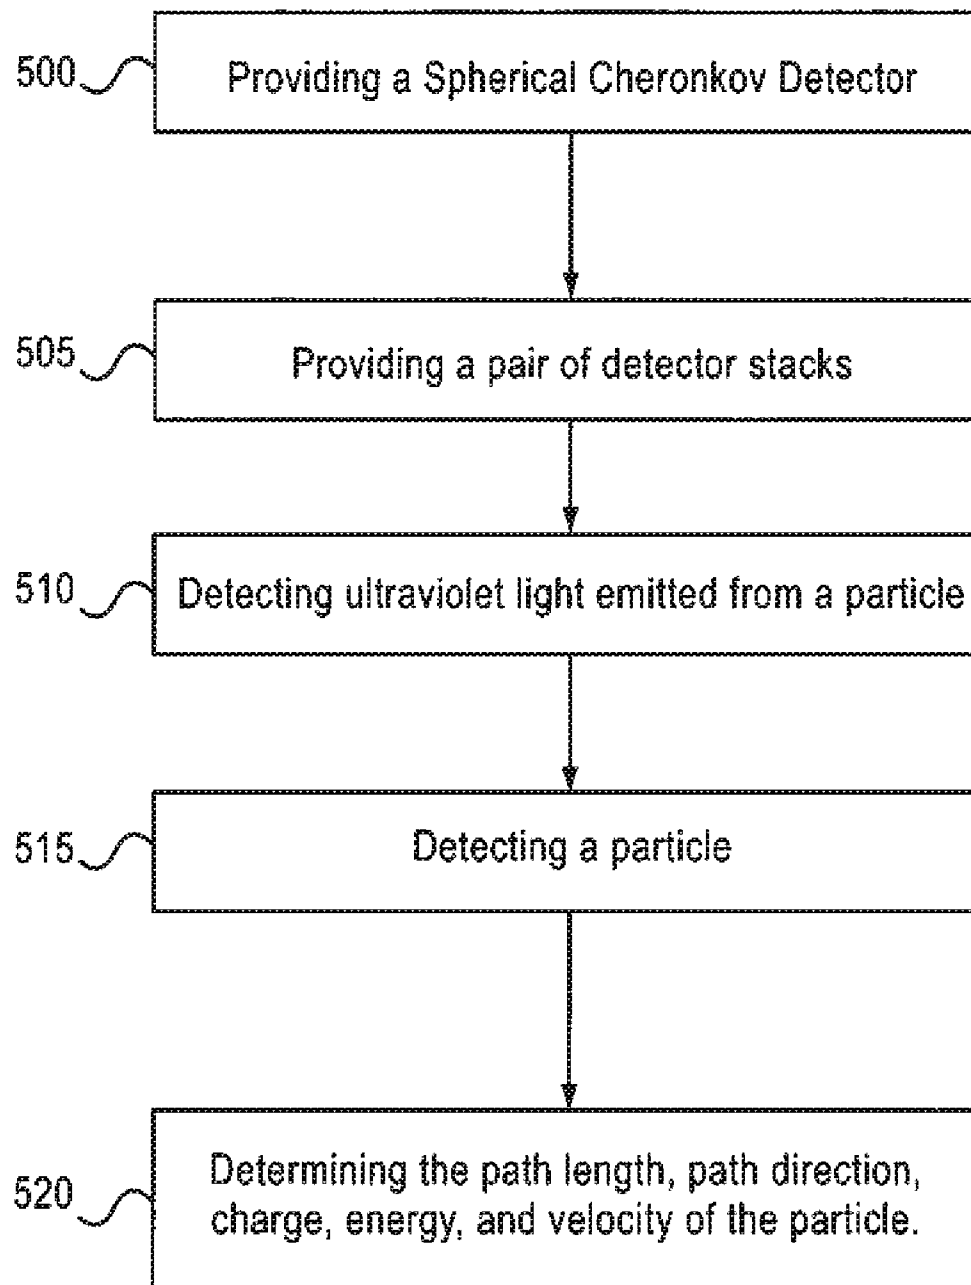 500
Providing a Spherical Cheronkov Detector
505
Providing a pair of detector stacks
510
Detecting ultraviolet light emitted from a particle
515
Detecting a particle
520
Determining the path length, path direction,
charge, energy, and velocity of the particle.